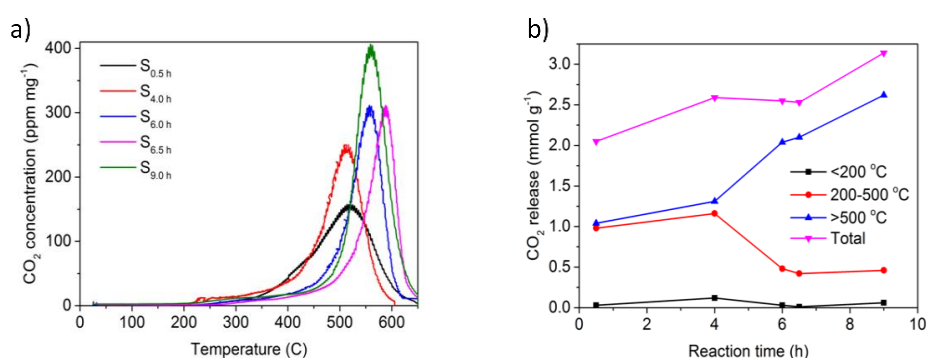 a)
CO₂ concentration (ppm mg⁻¹)
400
300
200
100
0
S₀.₅ ₕ
S₄.₀ ₕ
S₆.₀ ₕ
S₆.₅ ₕ
S₉.₀ ₕ
0 100 200 300 400 500 600
Temperature (C)
b)
CO₂ release (mmol g⁻¹)
3.0
2.5
2.0
1.5
1.0
0.5
0.0
<200 °C
200-500 °C
>500 °C
Total
0 2 4 6 8 10
Reaction time (h)